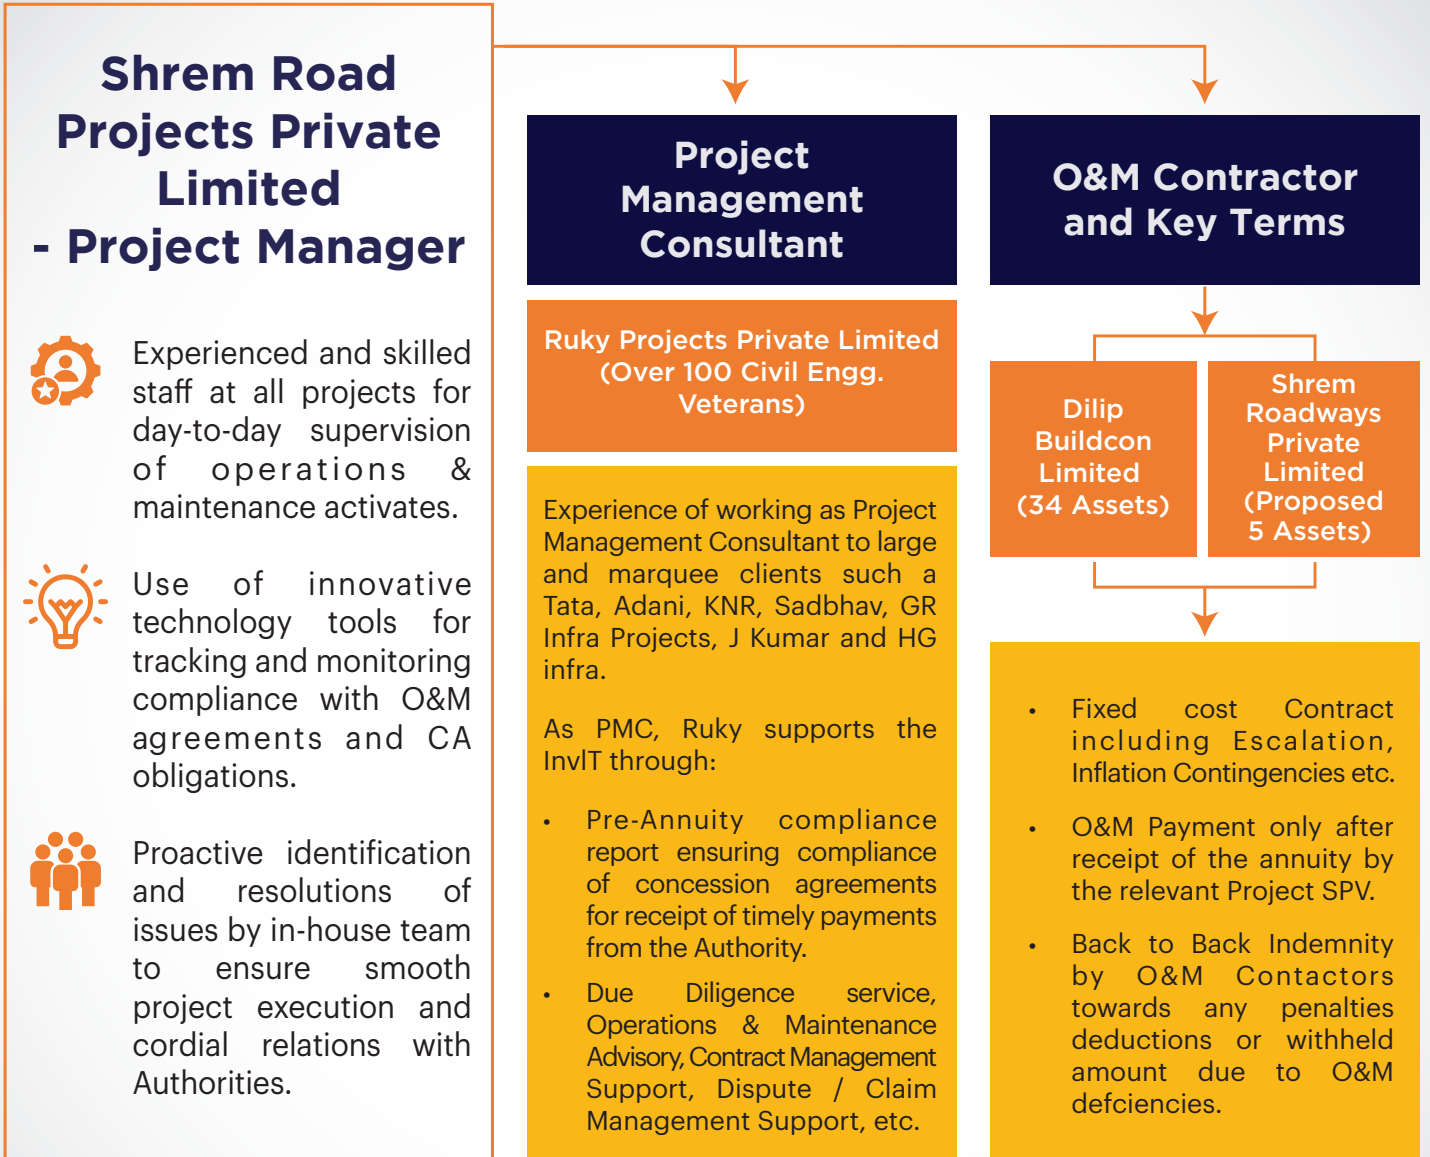 Shrem Road
Projects Private
Limited
- Project Manager
Experienced and skilled
staff at all projects for
day-to-day supervision
of operations &
maintenance activates.
Use of innovative
technology tools for
tracking and monitoring
compliance with O&M
agreements and CA
obligations.
Proactive identification
and resolutions of
issues by in-house team
to ensure smooth
project execution and
cordial relations with
Authorities.
Project
Management
Consultant
Ruky Projects Private Limited
(Over 100 Civil Engg.
Veterans)
Experience of working as Project
Management Consultant to large
and marquee clients such a
Tata, Adani, KNR, Sadbhav, GR
Infra Projects, J Kumar and HG
infra.
As PMC, Ruky supports the
InvIT through:
• Pre-Annuity compliance
report ensuring compliance
of concession agreements
for receipt of timely payments
from the Authority.
• Due Diligence service,
Operations & Maintenance
Advisory, Contract Management
Support, Dispute / Claim
Management Support, etc.
O&M Contractor
and Key Terms
Dilip
Buildcon
Limited
(34 Assets)
Shrem
Roadways
Private
Limited
(Proposed
5 Assets)
• Fixed cost Contract
including Escalation,
Inflation Contingencies etc.
• O&M Payment only after
receipt of the annuity by
the relevant Project SPV.
• Back to Back Indemnity
by O&M Contactors
towards any penalties
deductions or withheld
amount due to O&M
defciencies.